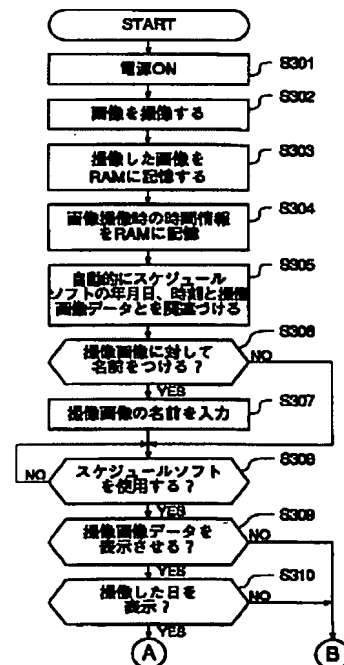 START
電源ON
S301
画像を撮像する
S302
撮像した画像を
RAMに記憶する
S303
画像撮像時の時間情報
をRAMに記憶
S304
自動的にスケジュール
ソフトの年月日、時刻と撮像
画像データとを関連づける
S305
撮像画像に対して
名前をつける？
S306
NO
YES
撮像画像の名前を入力
S307
スケジュールソフト
を使用する？
S308
NO
YES
撮像画像データを
表示させる？
S309
NO
YES
撮像した日を
表示？
S310
NO
YES
A
B